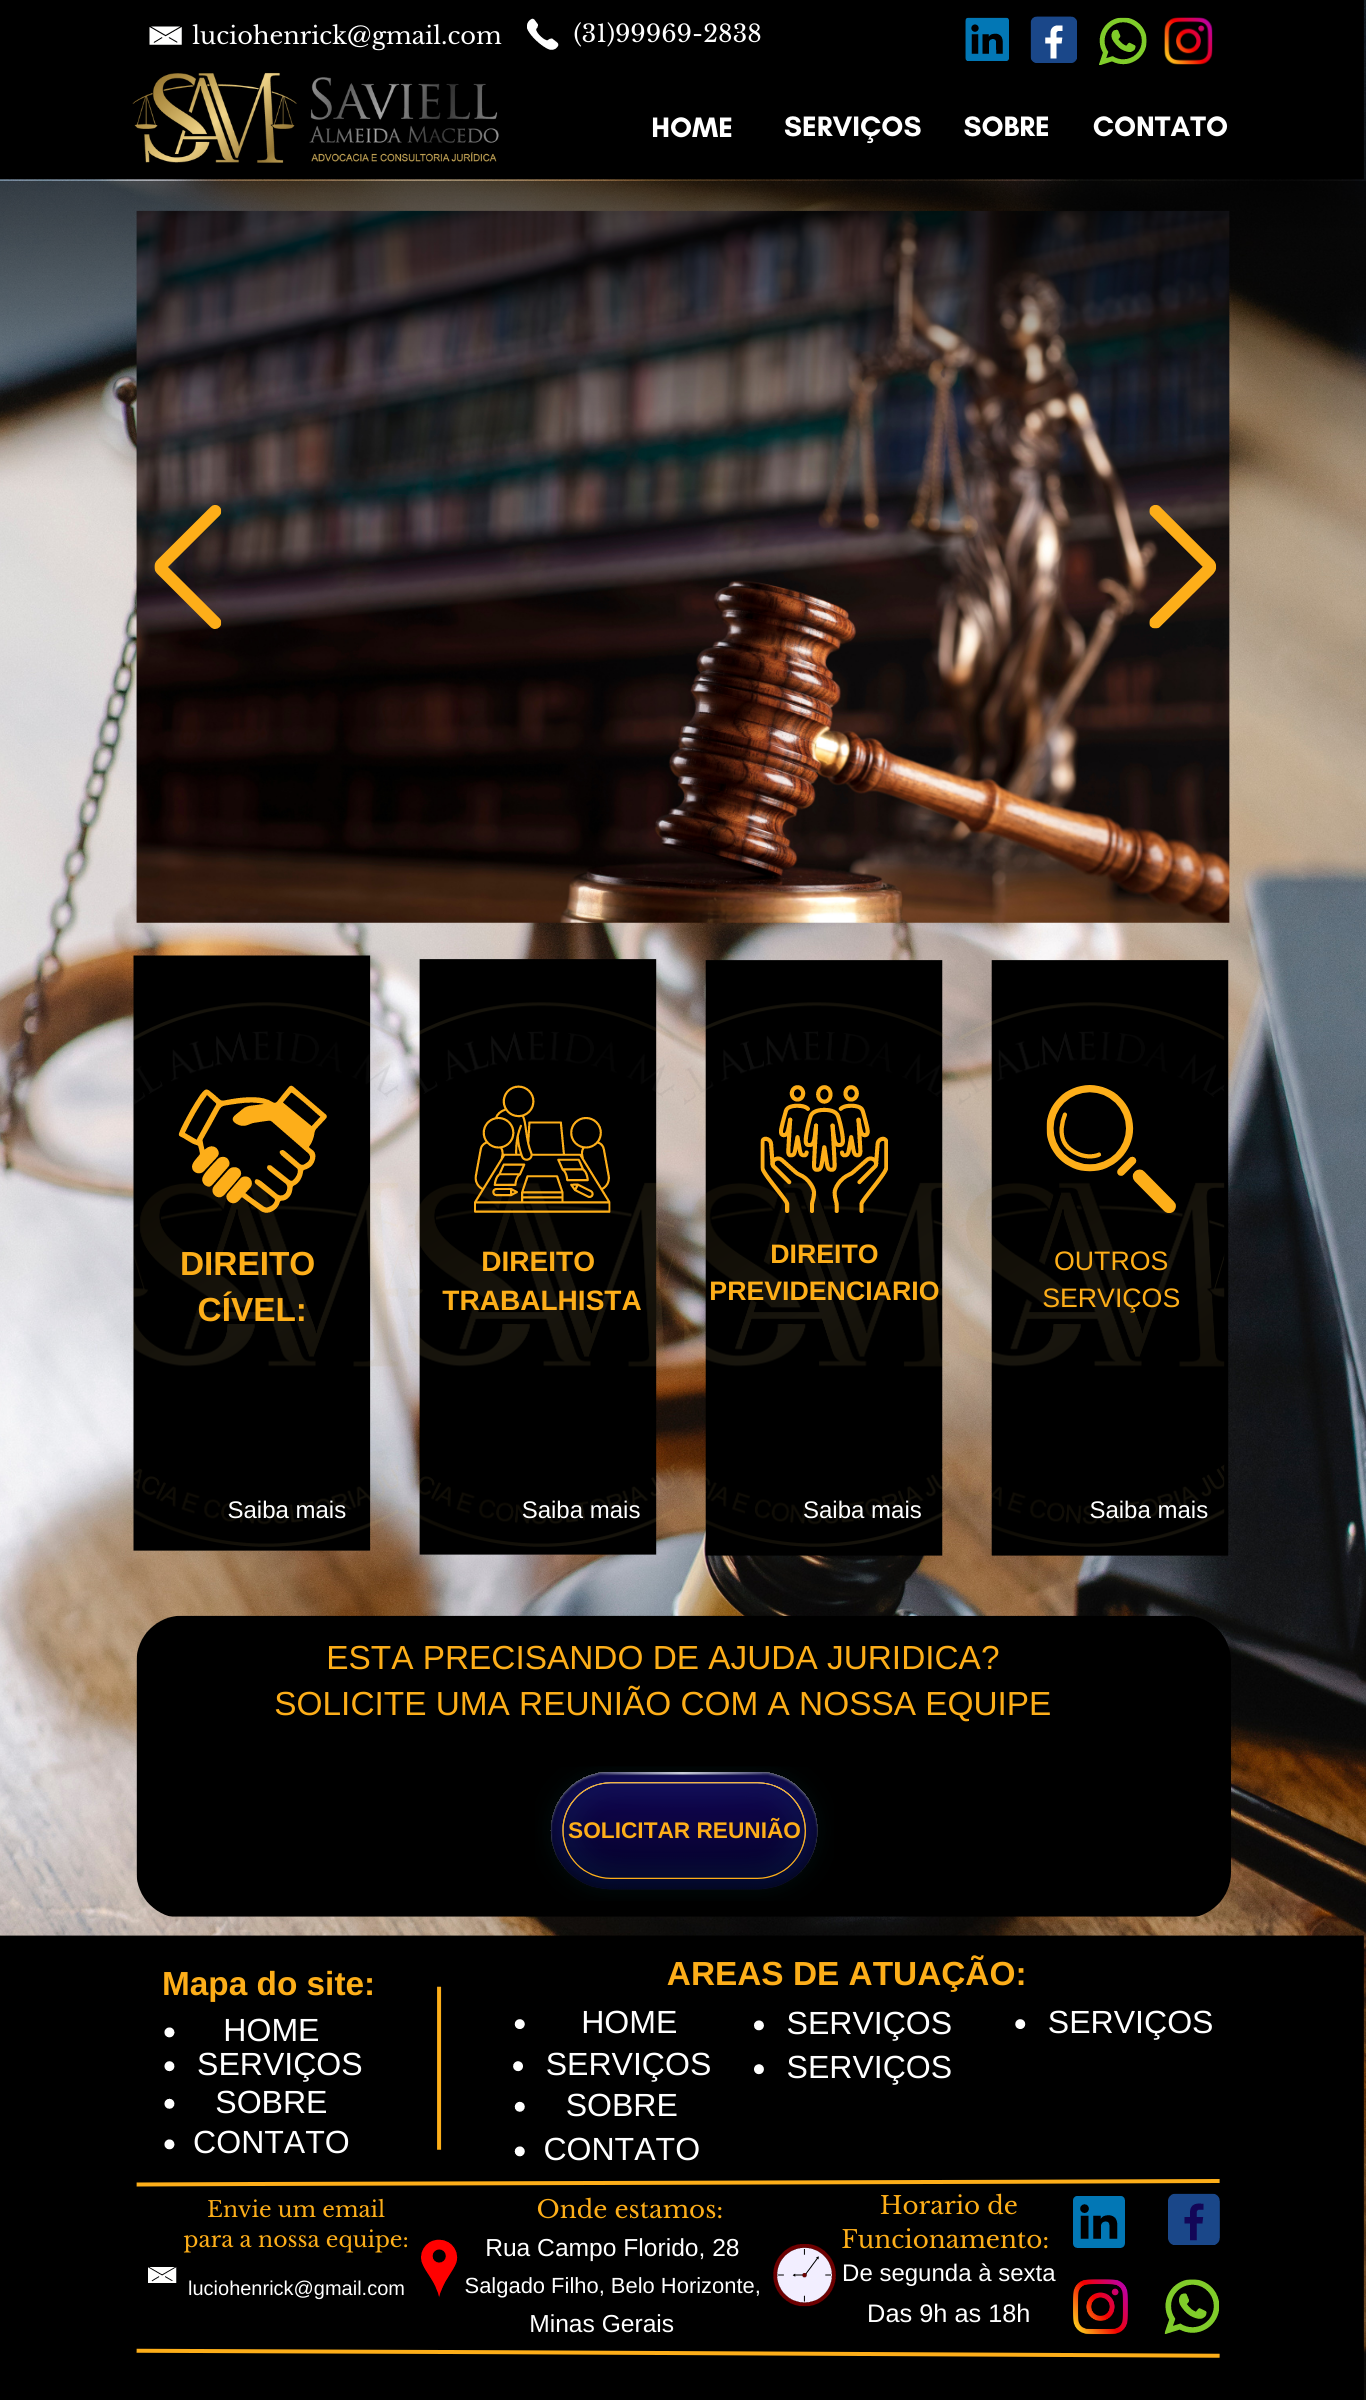 luciohenrick@gmail.com
(31)99969-2838
SAM
SAVIELL
ALMEIDA MACEDO
ADVOCACIA E CONSULTORIA JURÍDICA
HOME
SERVIÇOS
SOBRE
CONTATO
DIREITO
CÍVEL:
Saiba mais
DIREITO
TRABALHISTA
Saiba mais
DIREITO
PREVIDENCIARIO
Saiba mais
OUTROS
SERVIÇOS
Saiba mais
ESTA PRECISANDO DE AJUDA JURIDICA?
SOLICITE UMA REUNIÃO COM A NOSSA EQUIPE
SOLICITAR REUNIÃO
Mapa do site:
• HOME
• SERVIÇOS
• SOBRE
• CONTATO
AREAS DE ATUAÇÃO:
• HOME
• SERVIÇOS
• SOBRE
• CONTATO
• SERVIÇOS
• SERVIÇOS
• SERVIÇOS
Envie um email
para a nossa equipe:
luciohenrick@gmail.com
Onde estamos:
Rua Campo Florido, 28
Salgado Filho, Belo Horizonte,
Minas Gerais
Horario de
Funcionamento:
De segunda à sexta
Das 9h as 18h